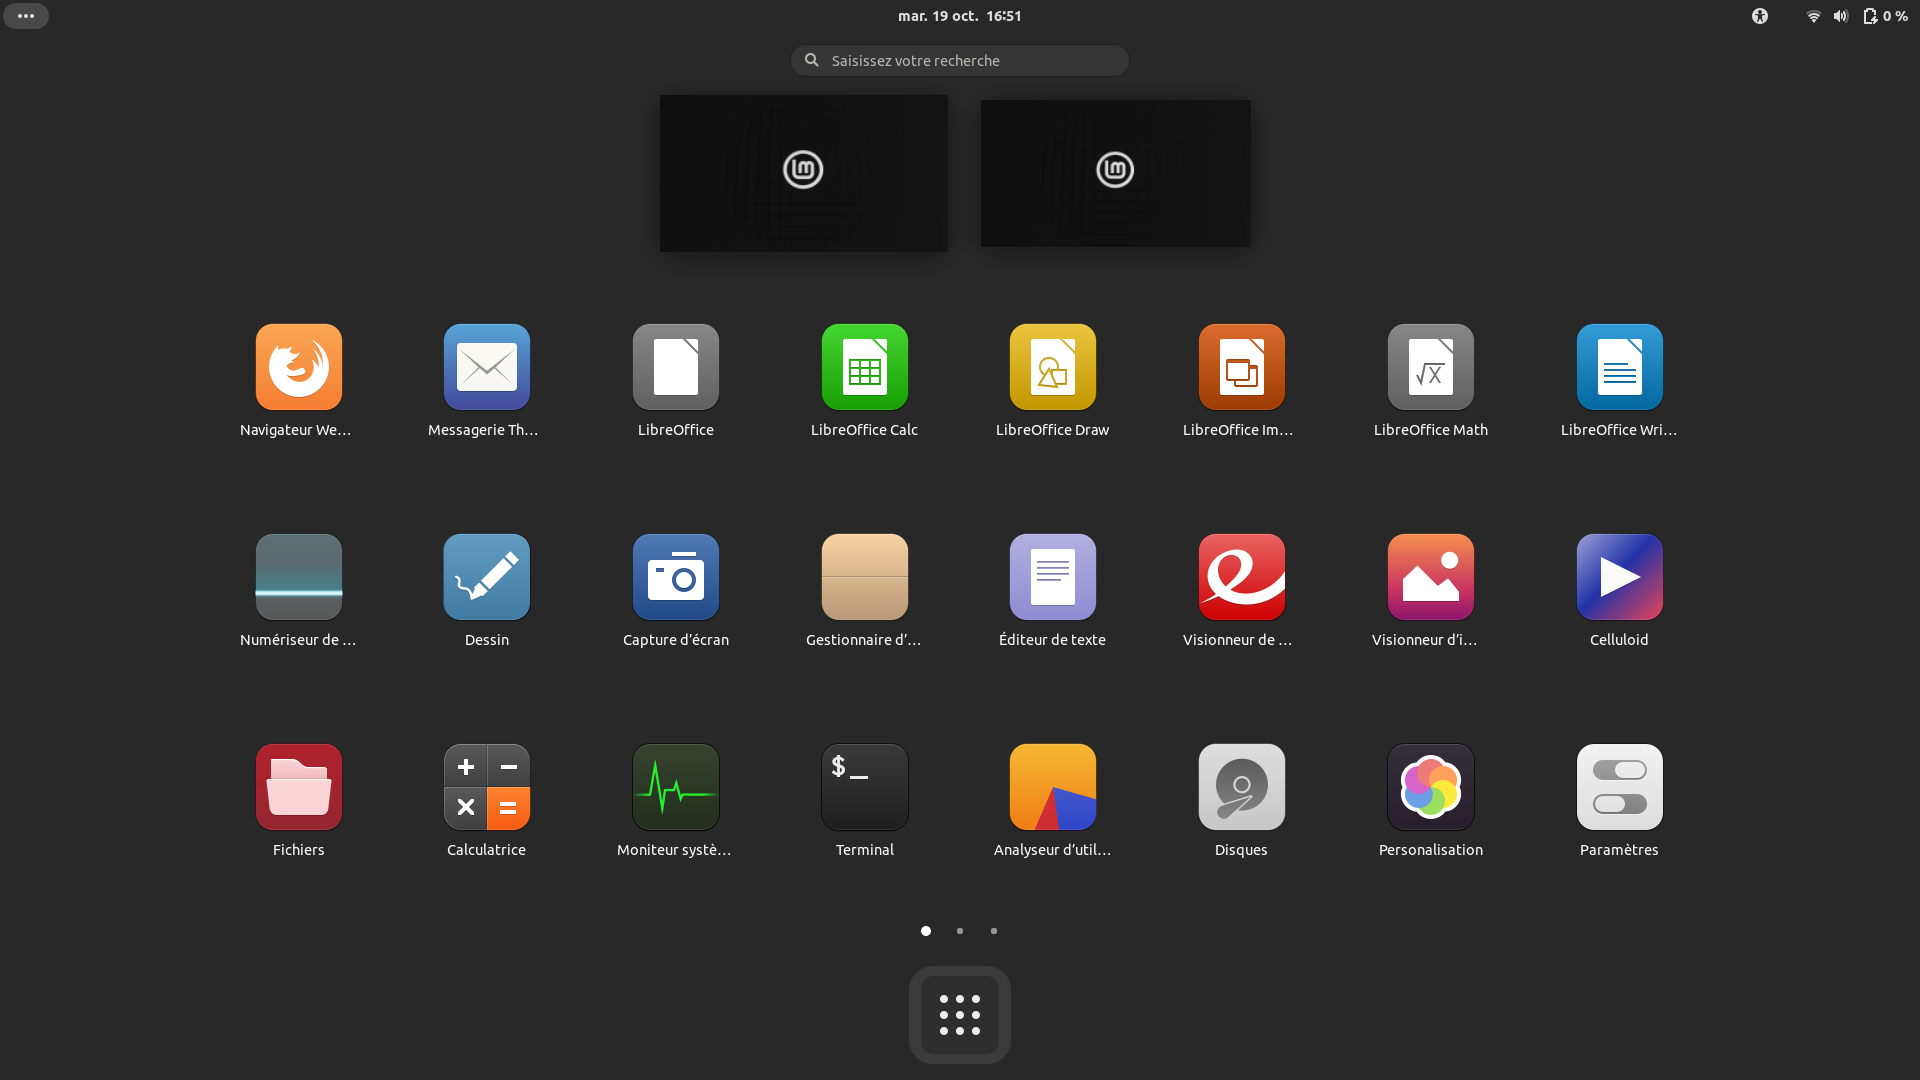 mar. 19 oct.  16:51
0 %
Saisissez votre recherche
Navigateur We…
Messagerie Th…
LibreOffice
LibreOffice Calc
LibreOffice Draw
LibreOffice Im…
LibreOffice Math
LibreOffice Wri…
Numériseur de …
Dessin
Capture d’écran
Gestionnaire d’…
Éditeur de texte
Visionneur de …
Visionneur d’i…
Celluloid
Fichiers
Calculatrice
Moniteur systè…
Terminal
Analyseur d’util…
Disques
Personalisation
Paramètres